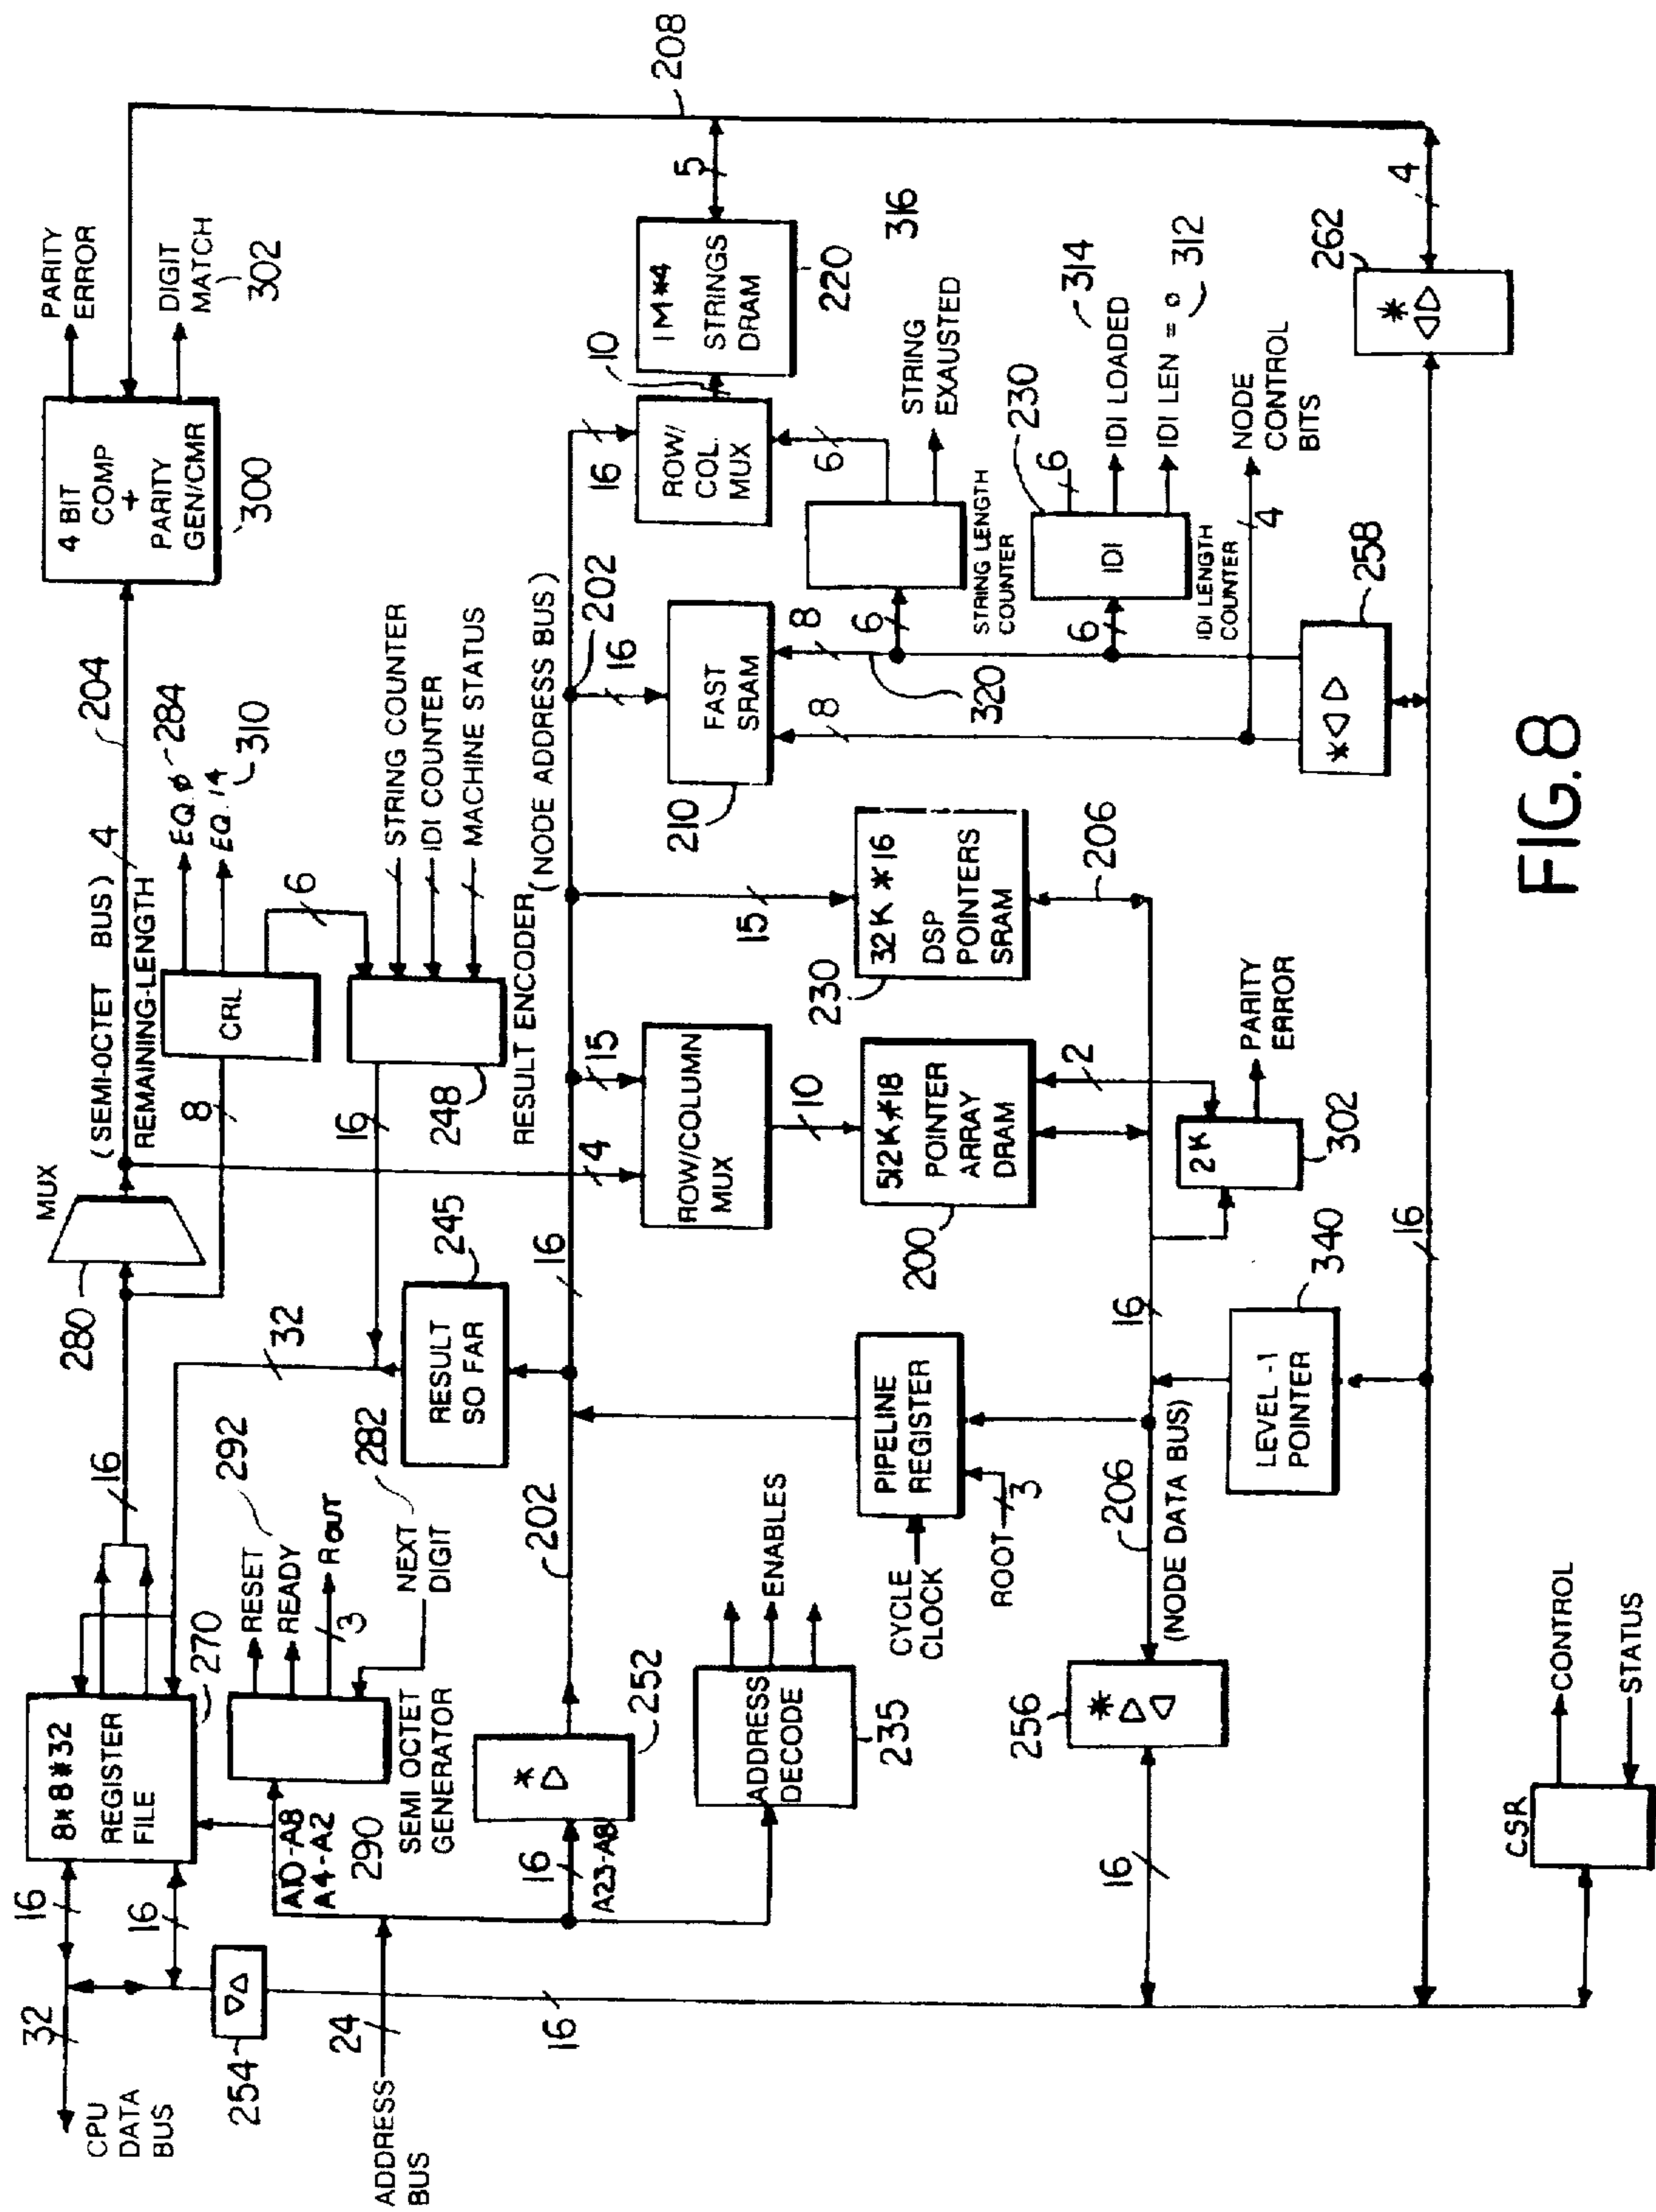 CPU
DATA
BUS
32
16
16
8*8*32
REGISTER
FILE
270
16
280
MUX
(SEMI-OCTET BUS)
4
204
REMAINING-LENGTH
4 BIT
COMP
+
PARITY
GEN/CMR
300
PARITY
ERROR
DIGIT
MATCH
302
208
254
ADDRESS
BUS
24
A10-A8
A4-A2
290
SEMI OCTET
GENERATOR
RESET
READY
292
ROUT
3
NEXT
DIGIT
282
32
RESULT
SO FAR
245
8
CRL
EQ. ϕ
284
EQ. 14
310
6
16
248
STRING COUNTER
IDI COUNTER
MACHINE STATUS
RESULT ENCODER
(NODE ADDRESS BUS)
16
16
A23-A8
*
252
202
16
202
ADDRESS
DECODE
235
ENABLES
4
15
ROW/COLUMN
MUX
10
512K*18
POINTER
ARRAY
DRAM
200
2
15
32K*16
DSP
POINTERS
SRAM
230
206
16
FAST
SRAM
210
8
8
320
16
ROW/
COL.
MUX
10
1M*4
STRINGS
DRAM
220
5
6
6
STRING LENGTH
COUNTER
STRING
EXAUSTED
316
6
IDI
230
6
IDI LOADED
314
IDI LEN = 0
312
IDI LENGTH
COUNTER
4
NODE
CONTROL
BITS
CYCLE
CLOCK
ROOT
3
PIPELINE
REGISTER
16
206
(NODE DATA BUS)
256
*
16
LEVEL -1
POINTER
340
2K
302
PARITY
ERROR
16
*
258
*
262
4
CSR
CONTROL
STATUS
FIG.8